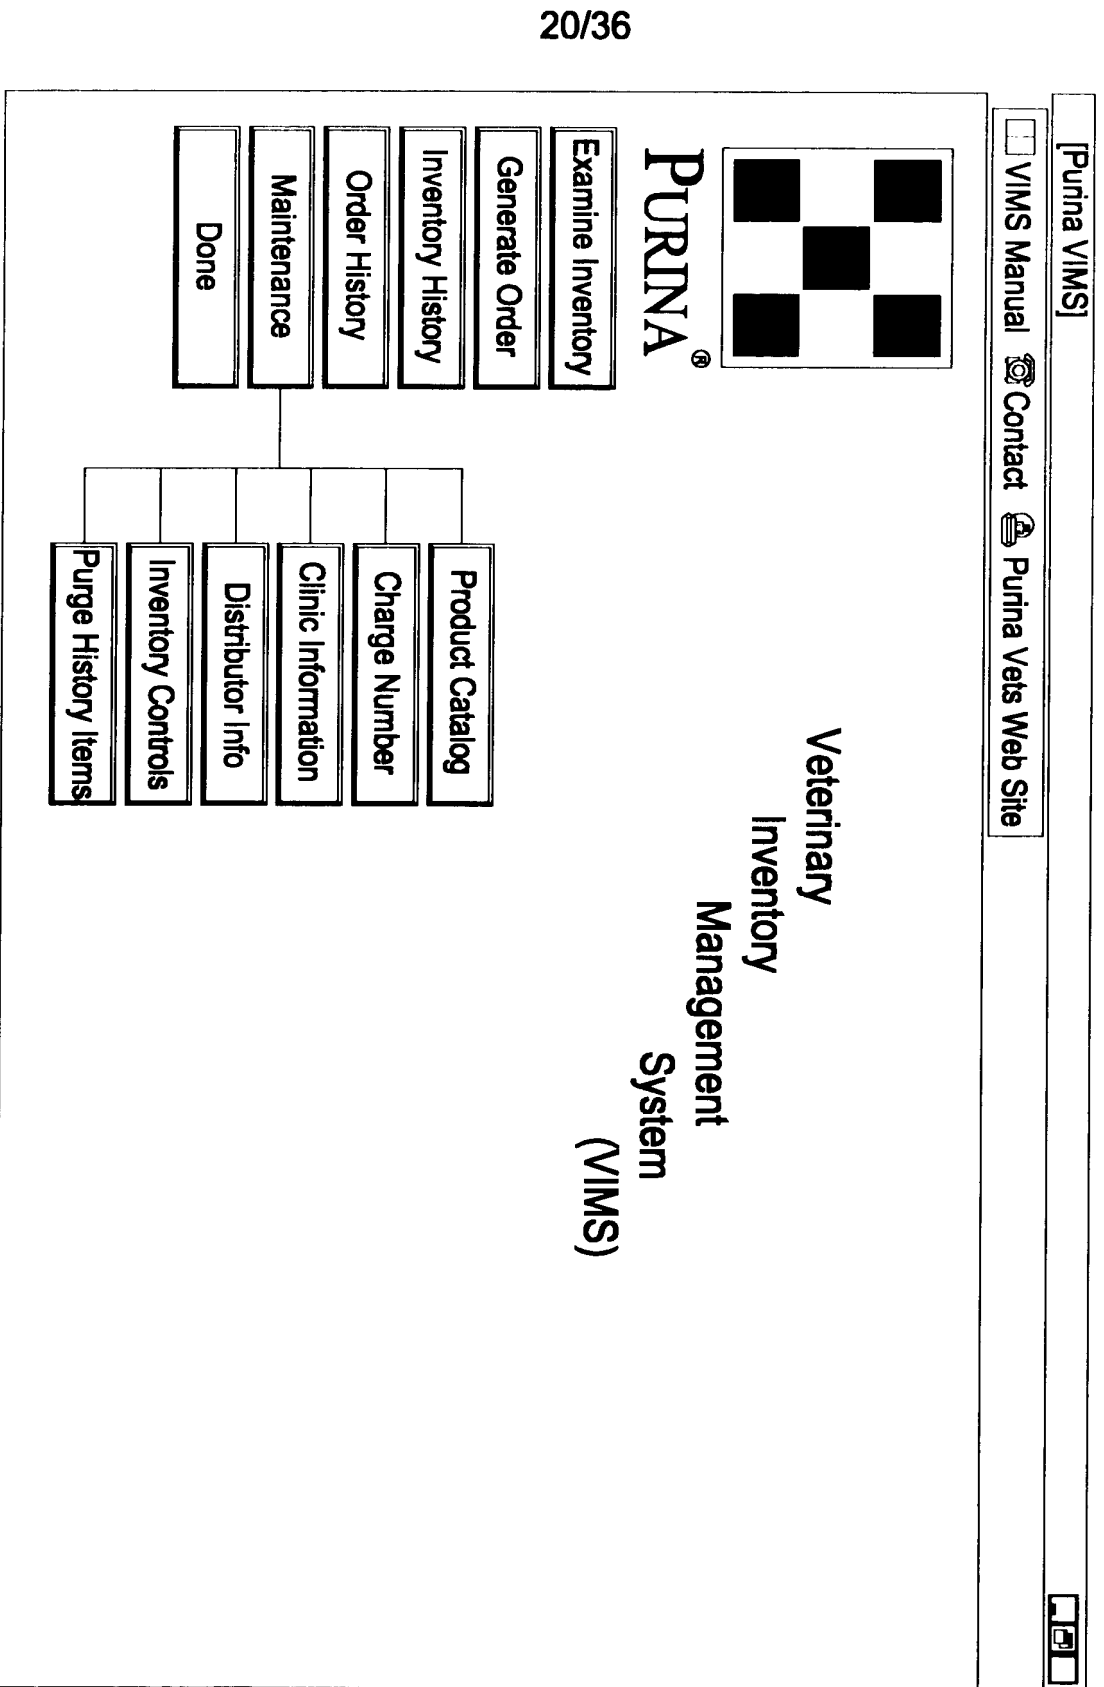 20/36
[Purina VIMS]
VIMS Manual Contact Purina Vets Web Site
PURINA®
Veterinary
Inventory
Management
System
(VIMS)
Examine Inventory
Generate Order
Inventory History
Order History
Maintenance
Done
Product Catalog
Charge Number
Clinic Information
Distributor Info
Inventory Controls
Purge History Items